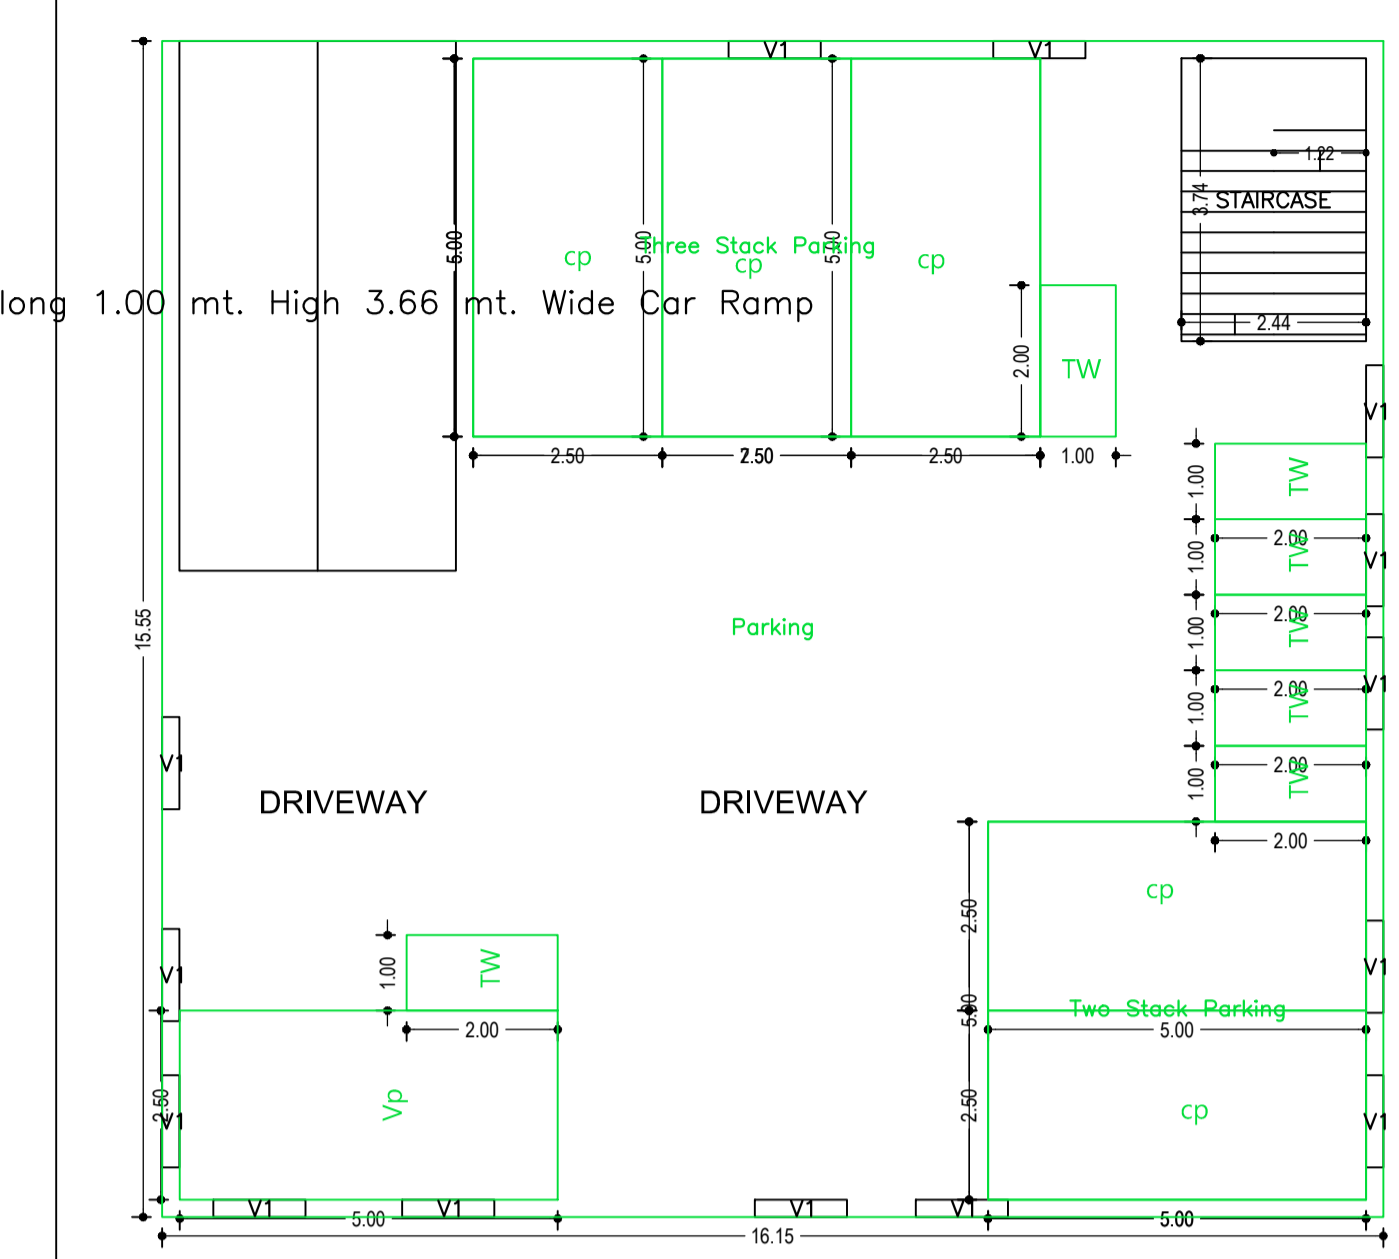 V1 V1
1.22
3.74
STAIRCASE
5.00 5.00 5.00
Three Stack Parking
cp cp cp
long 1.00 mt. High 3.66 mt. Wide Car Ramp
2.44
2.00
TW
V1
2.50 2.50 2.50 1.00
1.00 TW
2.00
1.00 TW V1
2.00
15.55
Parking
1.00 TW
2.00
1.00 TW V1
2.00
V1
1.00 TW
DRIVEWAY DRIVEWAY
2.00
cp
2.50
1.00 TW
V1 V1
5.00
Two Stack Parking
2.00 5.00
2.50 Vp
2.50 cp
V1 V1
V1 V1 V1 V1
5.00 5.00
16.15